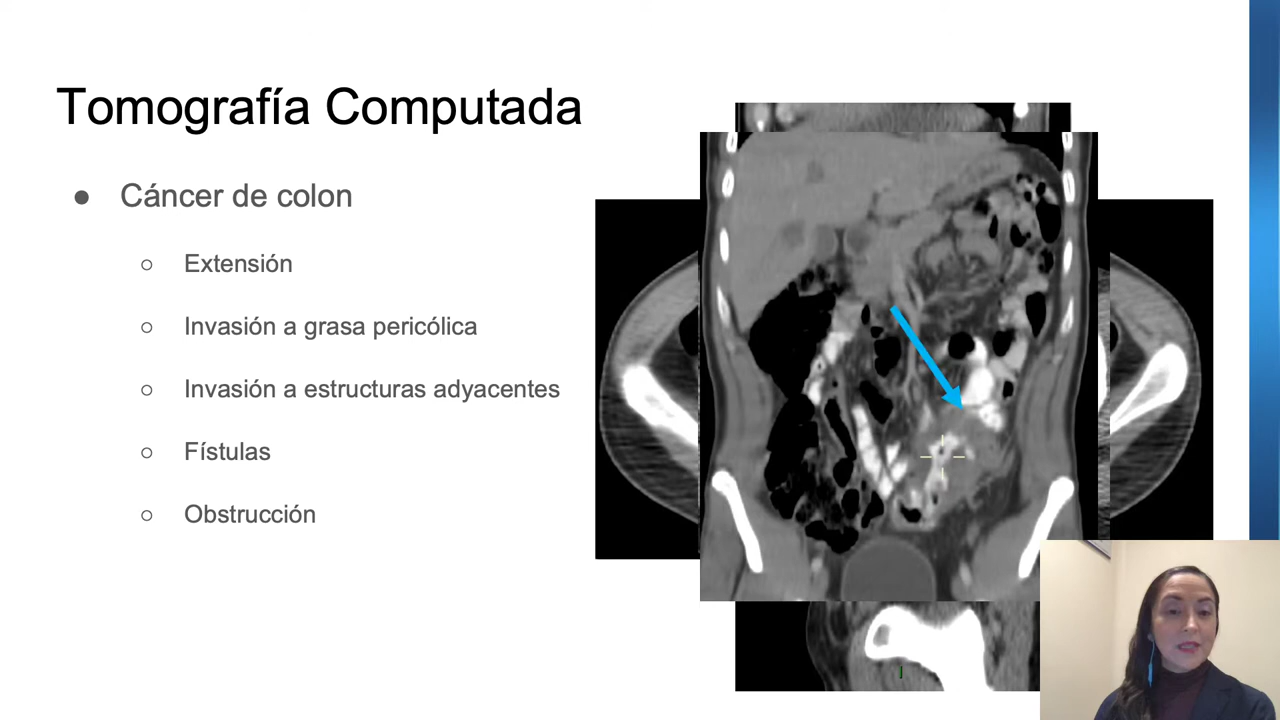 Tomografía Computada
Cáncer de colon
Extensión
Invasión a grasa pericólica
Invasión a estructuras adyacentes
Fístulas
Obstrucción